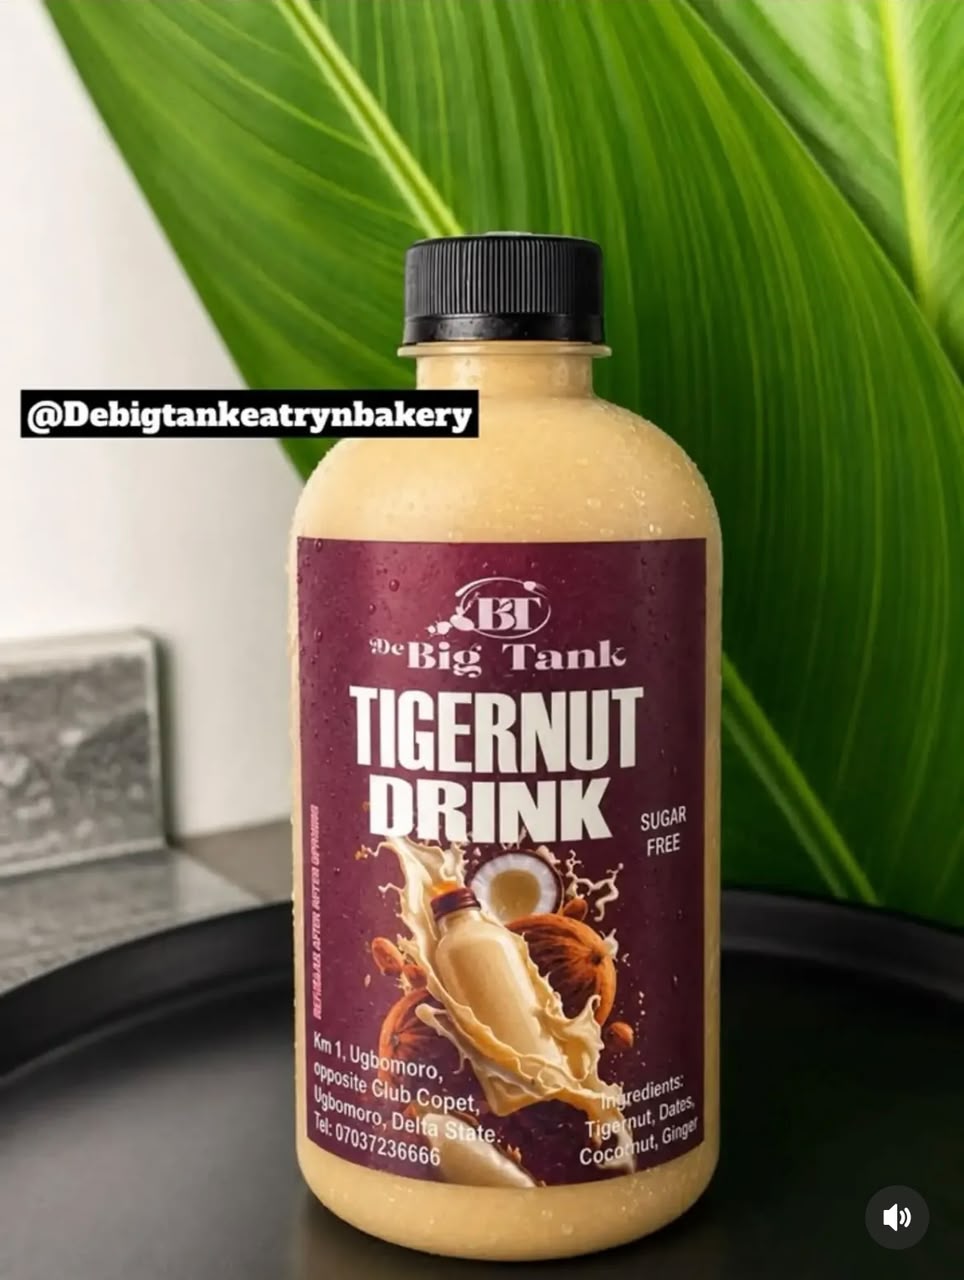 @Debigtankeatrynbakery
BT
De Big Tank
TIGERNUT
DRINK
SUGAR
FREE
AFTER AFTER OPENING
Km 1, Ugbomoro,
opposite Club Copet,
Ugbomoro, Delta State.
Tel: 07037236666
Ingredients:
Tigernut, Dates,
Coconut, Ginger